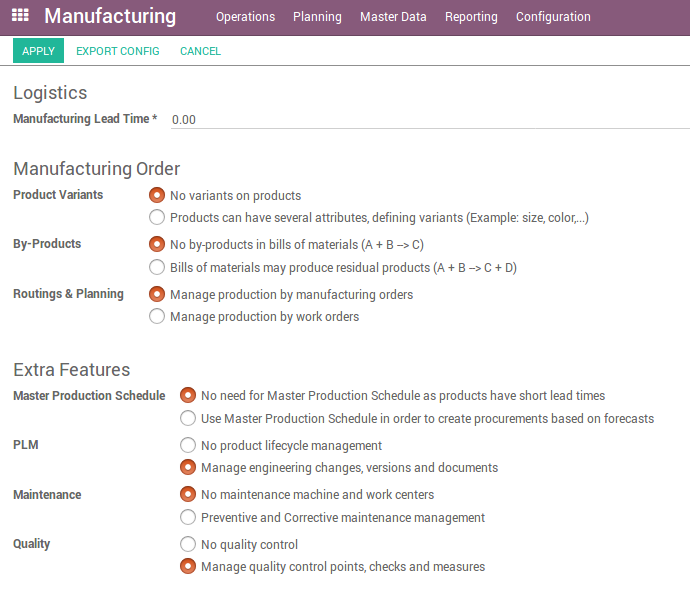 Manufacturing Operations Planning Master Data Reporting Configuration
APPLY EXPORT CONFIG CANCEL
Logistics
Manufacturing Lead Time * 0.00
Manufacturing Order
Product Variants No variants on products
Products can have several attributes, defining variants (Example: size, color,...)
By-Products No by-products in bills of materials (A + B --> C)
Bills of materials may produce residual products (A + B --> C + D)
Routings & Planning Manage production by manufacturing orders
Manage production by work orders
Extra Features
Master Production Schedule No need for Master Production Schedule as products have short lead times
Use Master Production Schedule in order to create procurements based on forecasts
PLM No product lifecycle management
Manage engineering changes, versions and documents
Maintenance No maintenance machine and work centers
Preventive and Corrective maintenance management
Quality No quality control
Manage quality control points, checks and measures